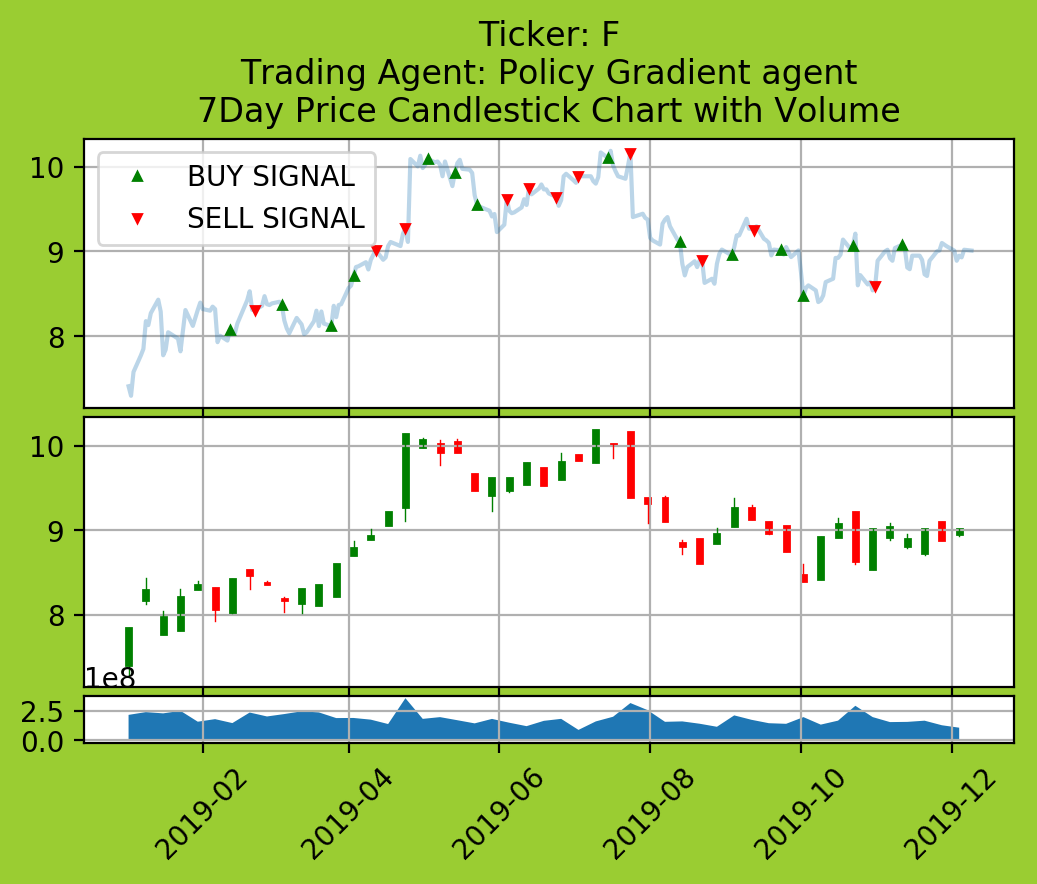 Ticker: F
Trading Agent: Policy Gradient agent
7Day Price Candlestick Chart with Volume
10
9
8
BUY SIGNAL
SELL SIGNAL
10
9
8
1e8
2.5
0.0
2019-02
2019-04
2019-06
2019-08
2019-10
2019-12